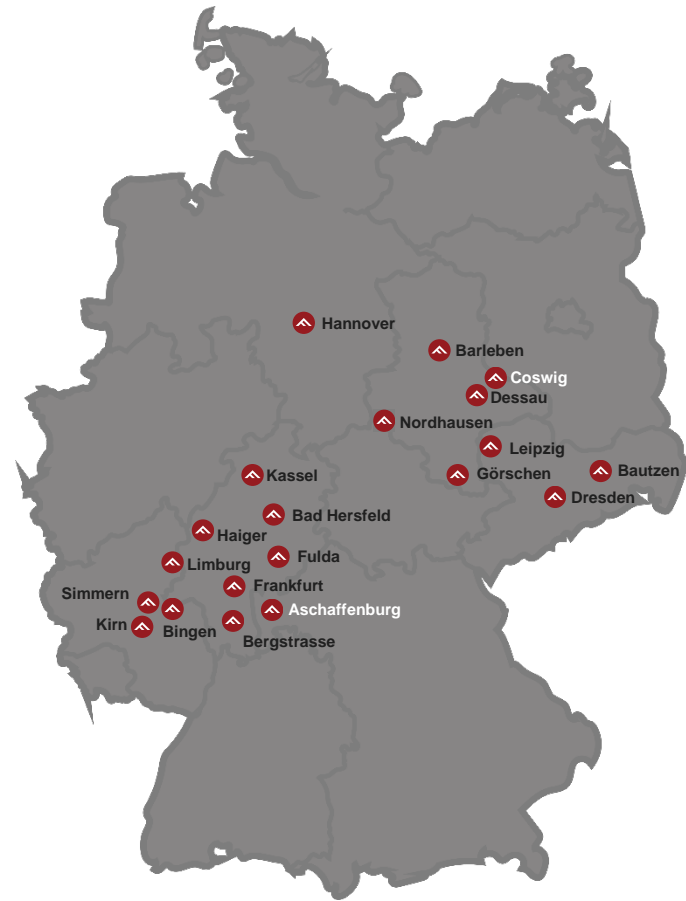 Hannover
Barleben
Coswig
Dessau
Nordhausen
Leipzig
Görschen
Bautzen
Dresden
Kassel
Bad Hersfeld
Haiger
Fulda
Limburg
Frankfurt
Simmern
Aschaffenburg
Kirn
Bingen
Bergstrasse